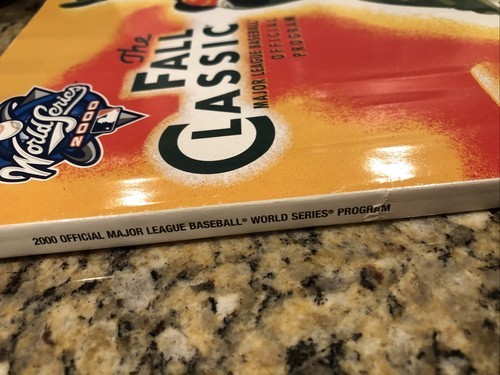 The
FALL
CLASSIC
MAJOR LEAGUE BASEBALL
OFFICIAL
PROGRAM
World Series
2000
2000 OFFICIAL MAJOR LEAGUE BASEBALL® WORLD SERIES® PROGRAM